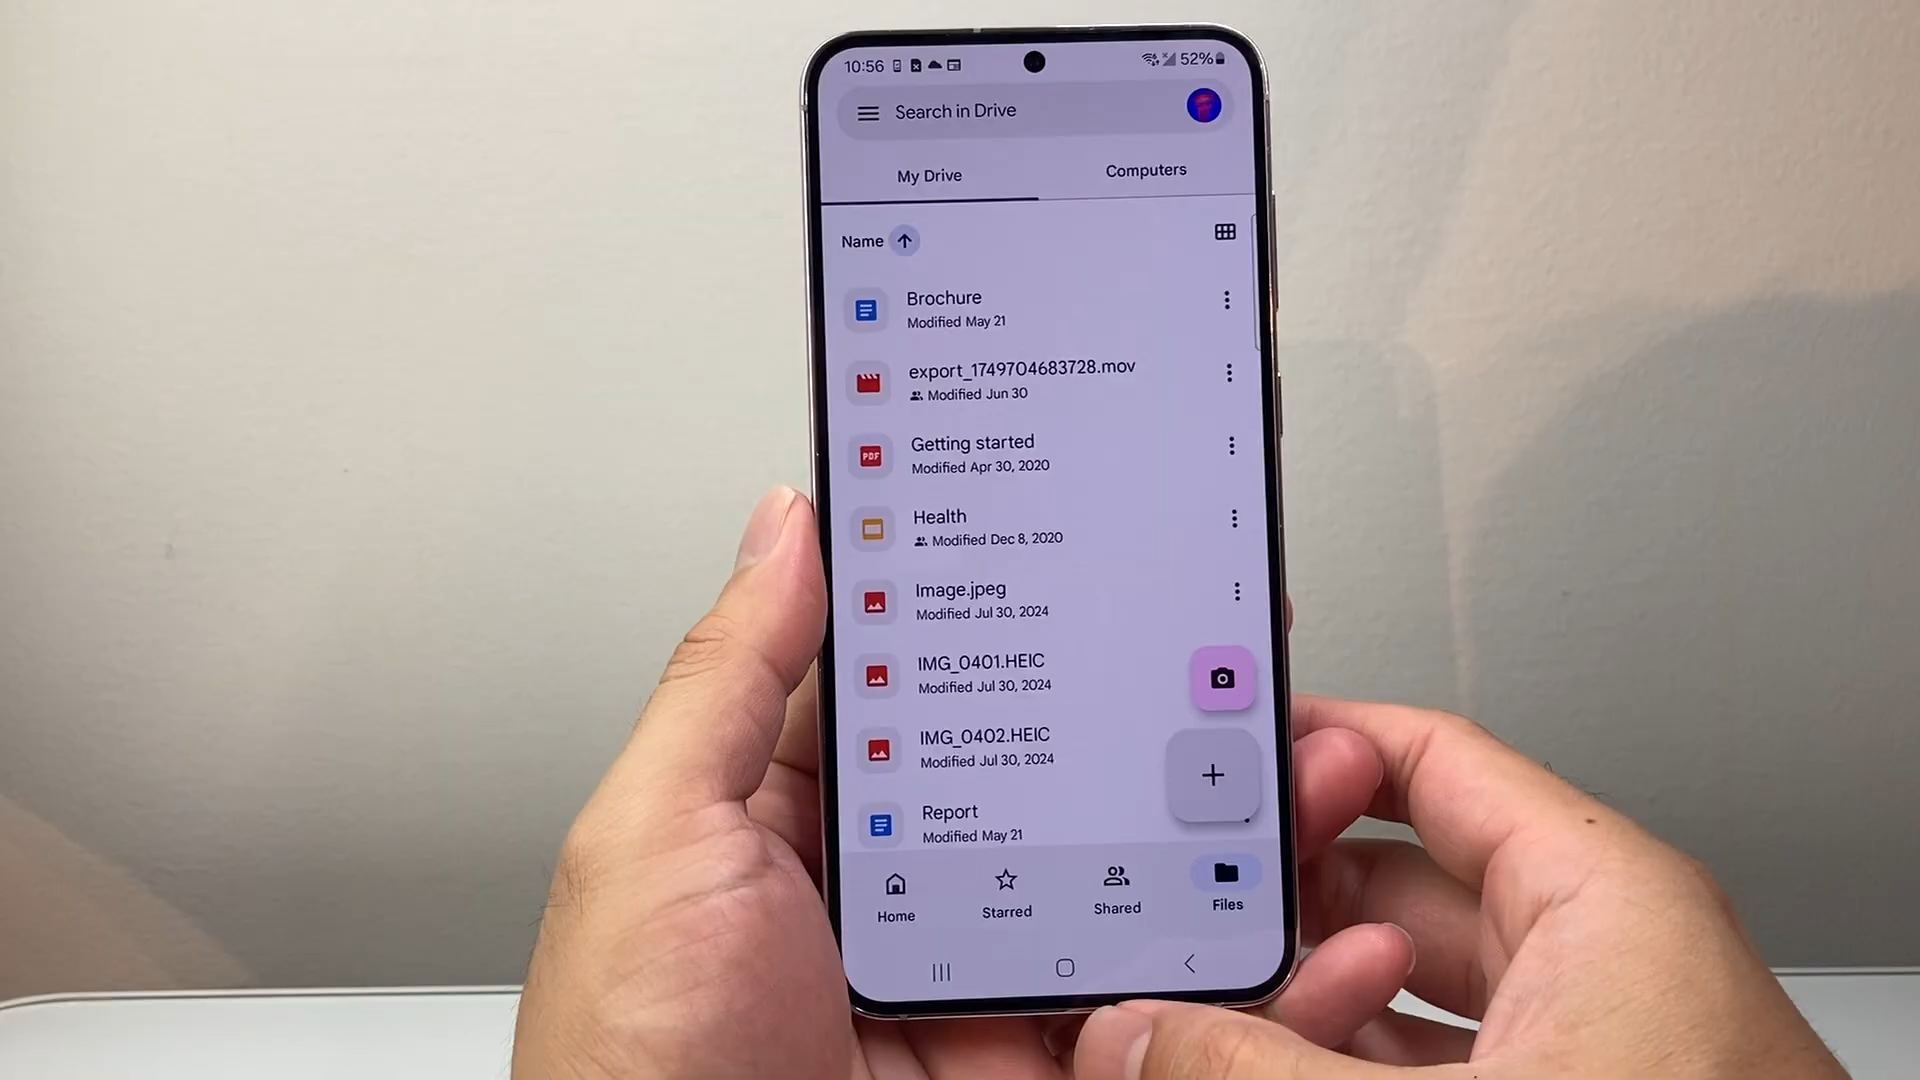 10:56
52%
Search in Drive
My Drive
Computers
Name
Brochure
Modified May 21
export_1749704683728.mov
Modified Jun 30
PDF
Getting started
Modified Apr 30, 2020
Health
Modified Dec 8, 2020
Image.jpeg
Modified Jul 30, 2024
IMG_0401.HEIC
Modified Jul 30, 2024
IMG_0402.HEIC
Modified Jul 30, 2024
Report
Modified May 21
Home
Starred
Shared
Files